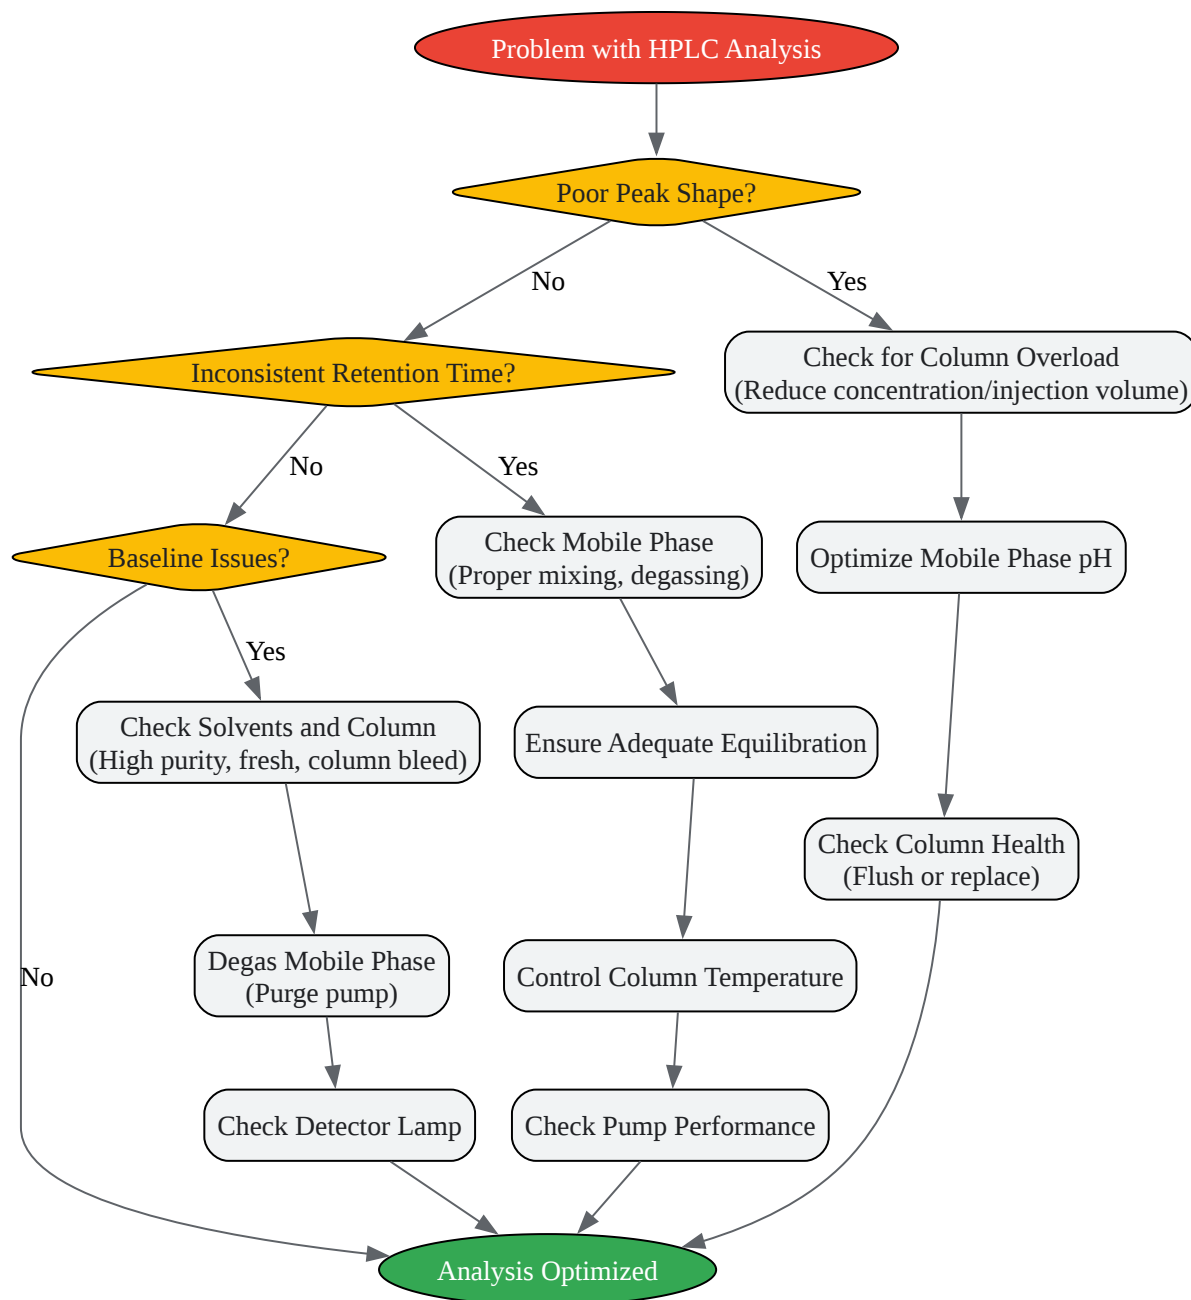 Problem with HPLC Analysis
Poor Peak Shape?
No
Yes
Inconsistent Retention Time?
Check for Column Overload
(Reduce concentration/injection volume)
No
Yes
Baseline Issues?
Check Mobile Phase
(Proper mixing, degassing)
Optimize Mobile Phase pH
Yes
Check Solvents and Column
(High purity, fresh, column bleed)
Ensure Adequate Equilibration
Check Column Health
(Flush or replace)
No
Degas Mobile Phase
(Purge pump)
Control Column Temperature
Check Detector Lamp
Check Pump Performance
Analysis Optimized